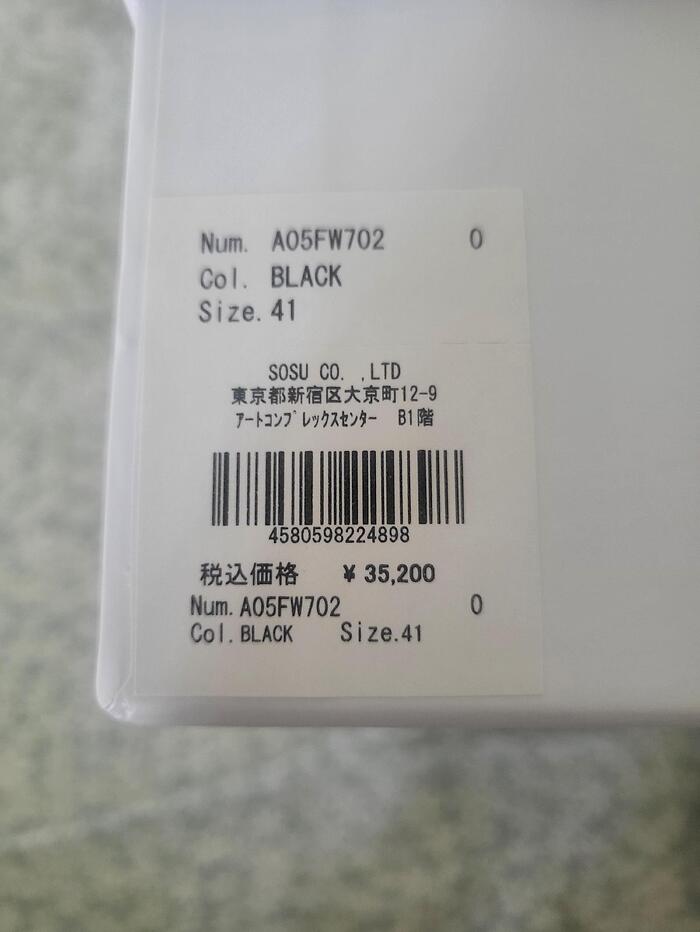 Num. A05FW702 0
Col. BLACK
Size. 41
SOSU CO. ,LTD
東京都新宿区大京町12-9
アートコンプレックスセンター B1階
4580598224898
税込価格 ¥ 35,200
Num. A05FW702 0
Col. BLACK Size. 41